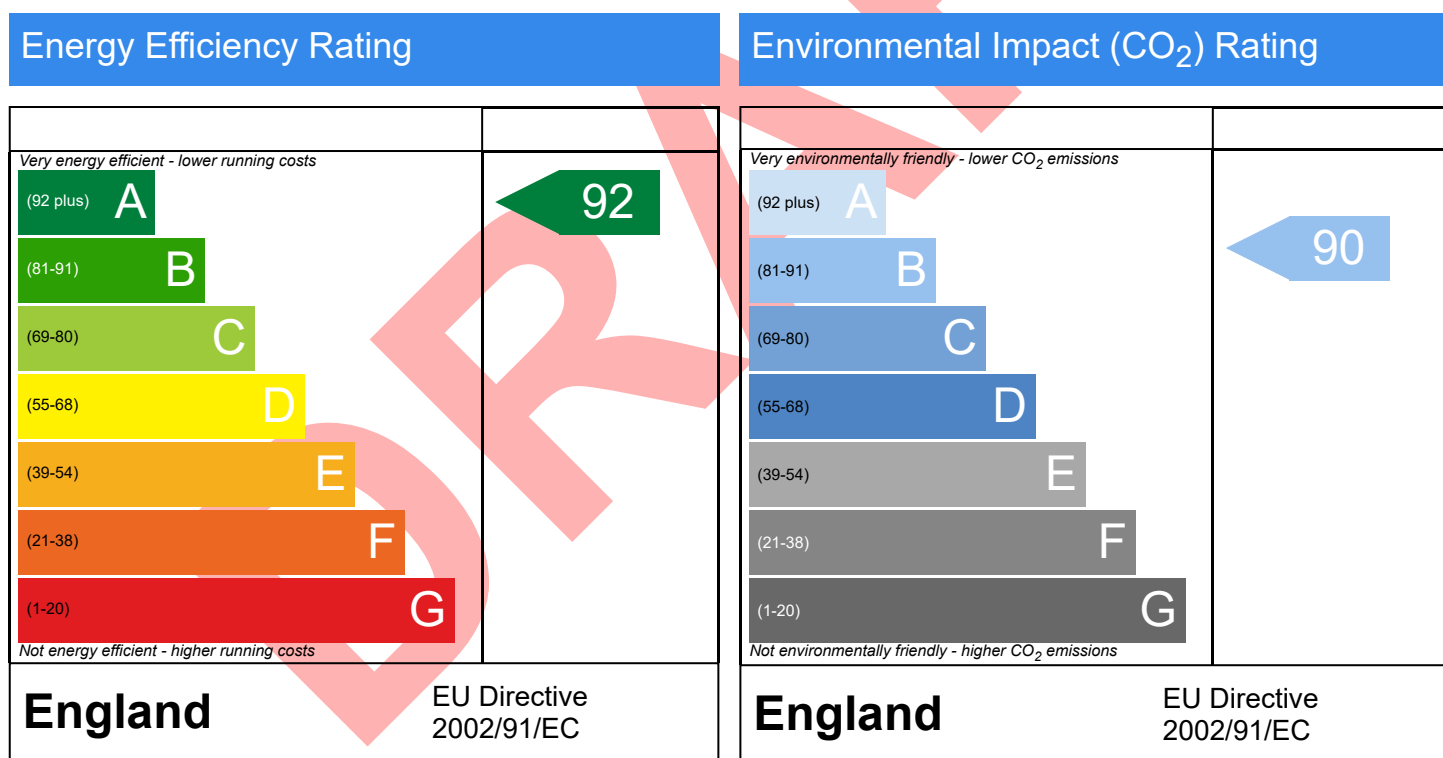 Energy Efficiency Rating
Very energy efficient - lower running costs
(92 plus) A
(81-91) B
(69-80) C
(55-68) D
(39-54) E
(21-38) F
(1-20) G
Not energy efficient - higher running costs
92
England
EU Directive
2002/91/EC
Environmental Impact (CO₂) Rating
Very environmentally friendly - lower CO₂ emissions
(92 plus) A
(81-91) B
(69-80) C
(55-68) D
(39-54) E
(21-38) F
(1-20) G
Not environmentally friendly - higher CO₂ emissions
90
England
EU Directive
2002/91/EC